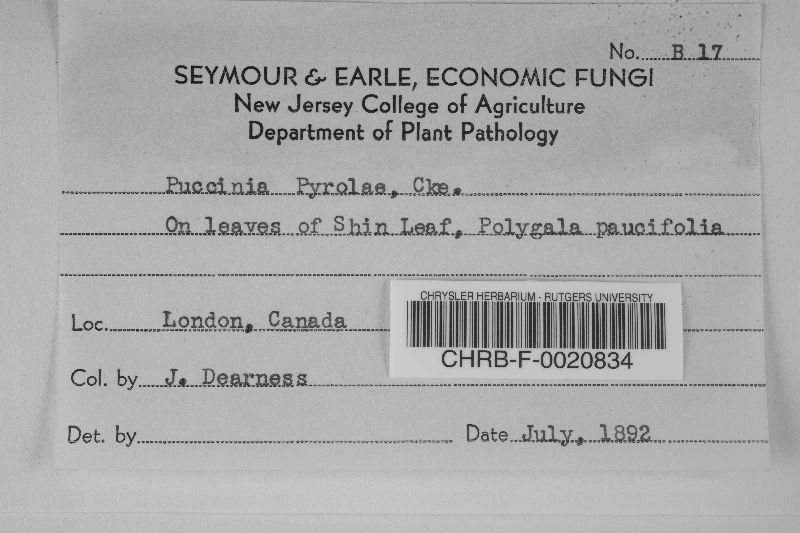 No. B 17
SEYMOUR & EARLE, ECONOMIC FUNGI
New Jersey College of Agriculture
Department of Plant Pathology
Puccinia Pyrolae, Cke.
On leaves of Shin Leaf, Polygala paucifolia
Loc. London, Canada
CHRYSLER HERBARIUM - RUTGERS UNIVERSITY
CHRB-F-0020834
Col. by J. Dearness
Det. by
Date July, 1892